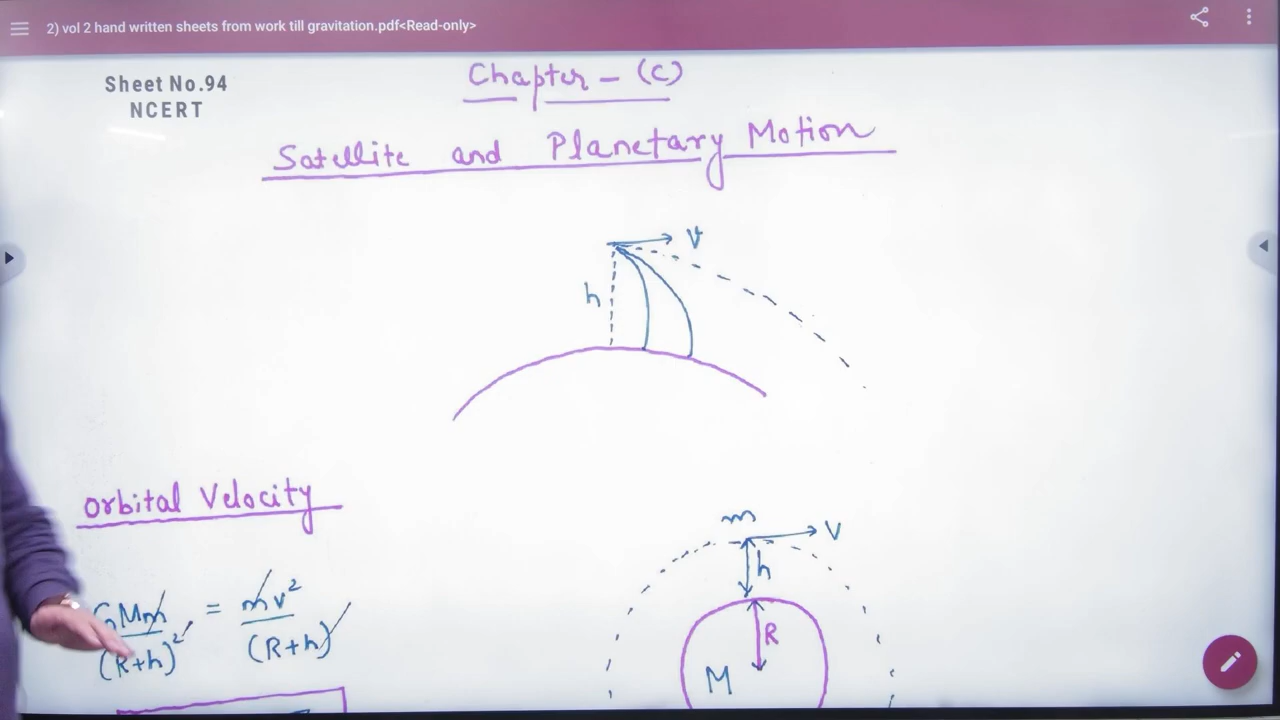 2) vol 2 hand written sheets from work till gravitation.pdf<Read-only>
Sheet No.94
NCERT
Chapter - (C)
Satellite and Planetary Motion
v
h
Orbital Velocity
m
v
h
GMm/(R+h)² = mv²/(R+h)
R
M